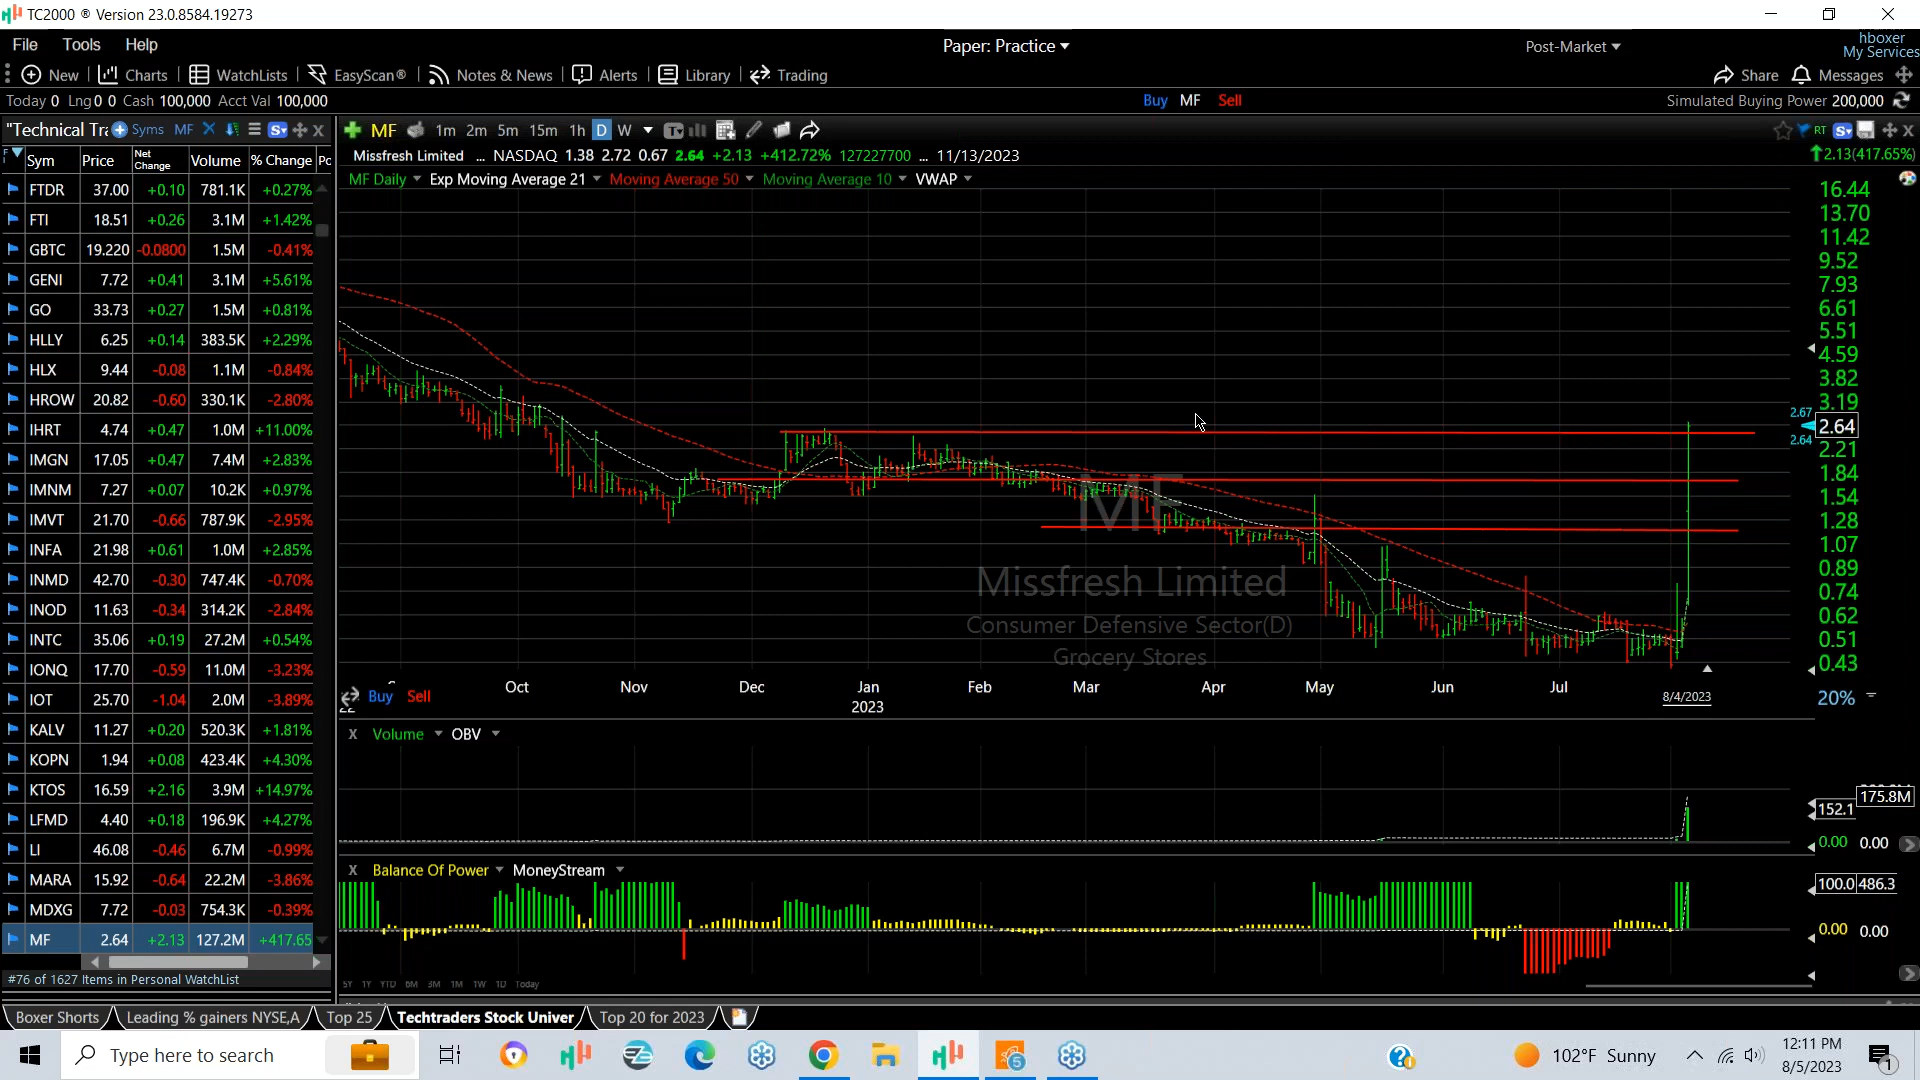 TC2000 ® Version 23.0.8584.19273
File Tools Help
Paper: Practice
Post-Market
hboxer
My Services
New Charts WatchLists EasyScan® Notes & News Alerts Library Trading
Share Messages
Today 0 Lng 0 0 Cash 100,000 Acct Val 100,000
Buy MF Sell
Simulated Buying Power 200,000
"Technical Tra Syms MF
MF 1m 2m 5m 15m 1h D W
RT
Missfresh Limited ... NASDAQ 1.38 2.72 0.67 2.64 +2.13 +412.72% 127227700 ... 11/13/2023
2.13(417.65%)
MF Daily Exp Moving Average 21 Moving Average 50 Moving Average 10 VWAP
Sym Price Net Change Volume % Change Po
FTDR 37.00 +0.10 781.1K +0.27%
FTI 18.51 +0.26 3.1M +1.42%
GBTC 19.220 -0.0800 1.5M -0.41%
GENI 7.72 +0.41 3.1M +5.61%
GO 33.73 +0.27 1.5M +0.81%
HLLY 6.25 +0.14 383.5K +2.29%
HLX 9.44 -0.08 1.1M -0.84%
HROW 20.82 -0.60 330.1K -2.80%
IHRT 4.74 +0.47 1.0M +11.00%
IMGN 17.05 +0.47 7.4M +2.83%
IMNM 7.27 +0.07 10.2K +0.97%
IMVT 21.70 -0.66 787.9K -2.95%
INFA 21.98 +0.61 1.0M +2.85%
INMD 42.70 -0.30 747.4K -0.70%
INOD 11.63 -0.34 314.2K -2.84%
INTC 35.06 +0.19 27.2M +0.54%
IONQ 17.70 -0.59 11.0M -3.23%
IOT 25.70 -1.04 2.0M -3.89%
KALV 11.27 +0.20 520.3K +1.81%
KOPN 1.94 +0.08 423.4K +4.30%
KTOS 16.59 +2.16 3.9M +14.97%
LFMD 4.40 +0.18 196.9K +4.27%
LI 46.08 -0.46 6.7M -0.99%
MARA 15.92 -0.64 22.2M -3.86%
MDXG 7.72 -0.03 754.3K -0.39%
MF 2.64 +2.13 127.2M +417.65
#76 of 1627 Items in Personal WatchList
16.44
13.70
11.42
9.52
7.93
6.61
5.51
4.59
3.82
3.19
2.67
2.64
2.64
2.21
1.84
1.54
1.28
1.07
0.89
0.74
0.62
0.51
0.43
20%
MF
Missfresh Limited
Consumer Defensive Sector(D)
Grocery Stores
Oct Nov Dec Jan Feb Mar Apr May Jun Jul
22 2023 8/4/2023
Buy Sell
X Volume OBV
175.8M
152.1
0.00 0.00
X Balance Of Power MoneyStream
100.0 486.3
0.00 0.00
5Y 1Y YTD 6M 3M 1M 1W 1D Today
Boxer Shorts Leading % gainers NYSE,A Top 25 Techtraders Stock Univer Top 20 for 2023
Type here to search
5
102°F Sunny
12:11 PM
8/5/2023
1